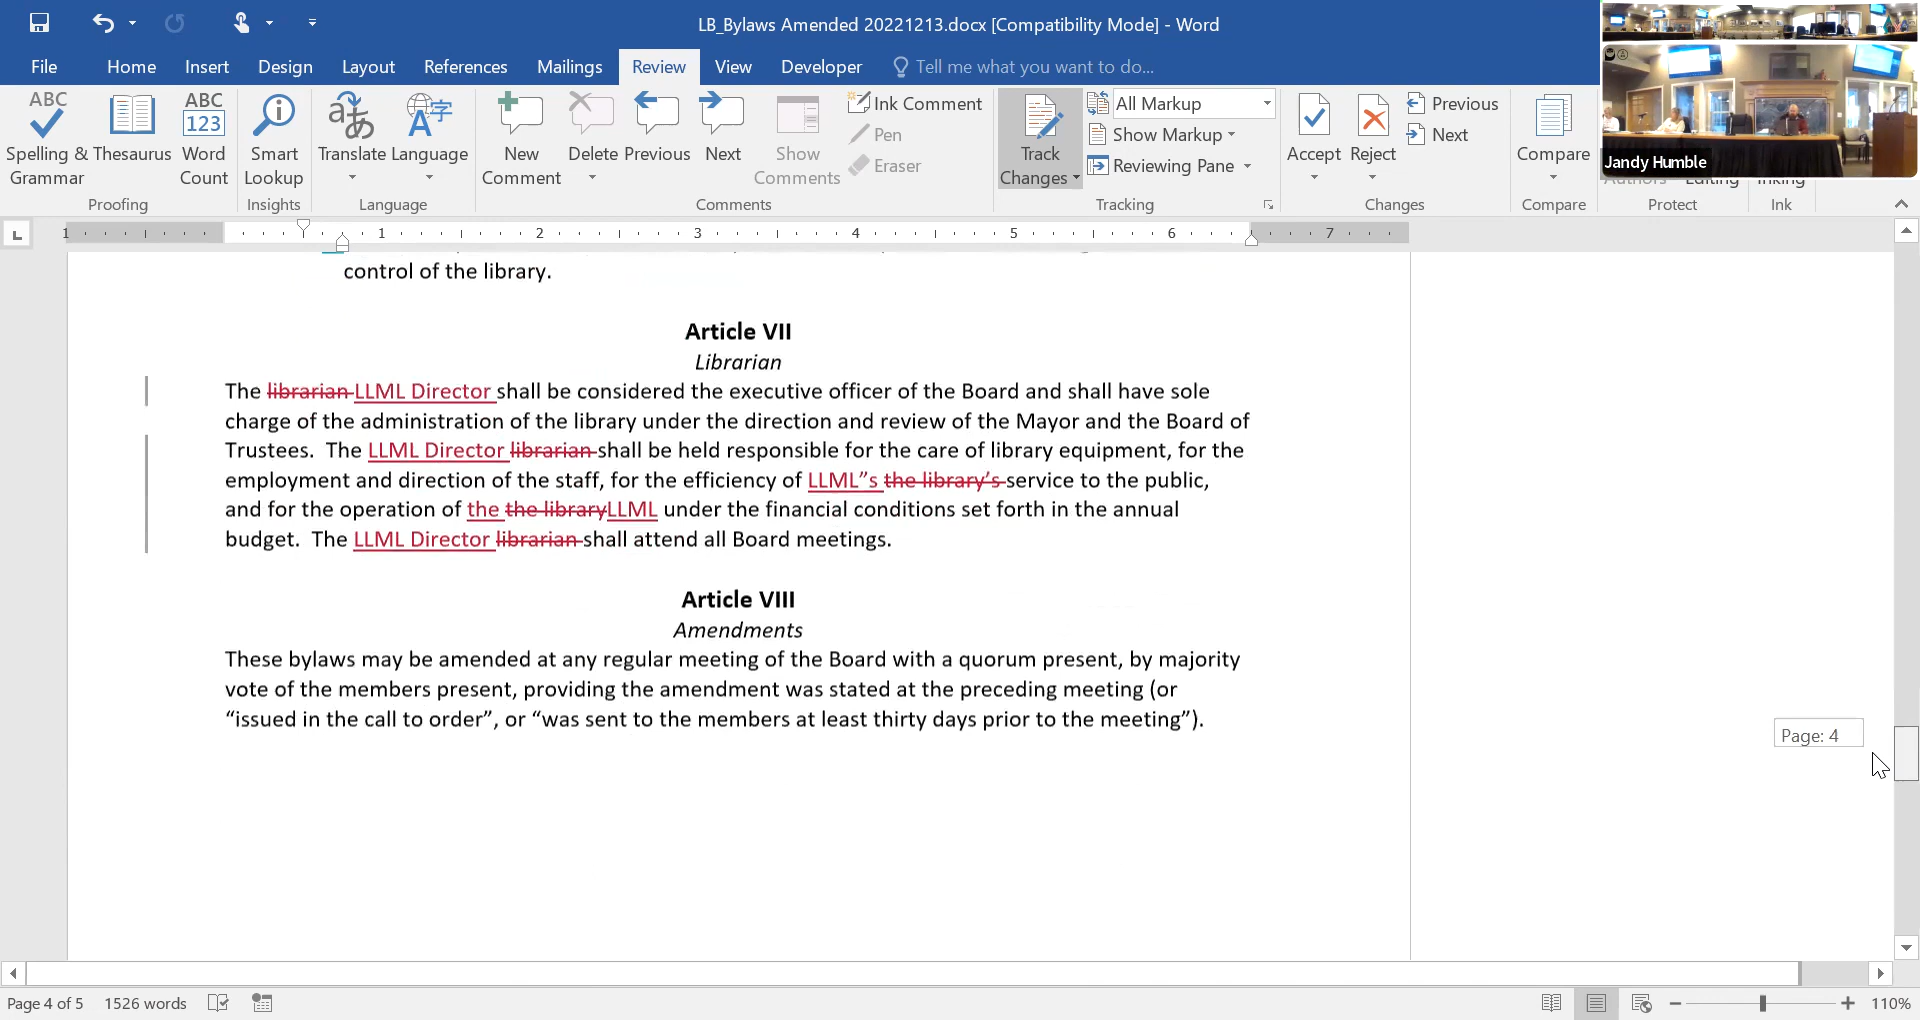 LB_Bylaws Amended 20221213.docx [Compatibility Mode] - Word
File Home Insert Design Layout References Mailings Review View Developer Tell me what you want to do...
ABC Spelling & Grammar
Thesaurus
ABC 123 Word Count
Smart Lookup
Translate
Language
New Comment
Delete
Previous
Next
Show Comments
Ink Comment
Pen
Eraser
Track Changes
All Markup
Show Markup
Reviewing Pane
Accept
Reject
Previous
Next
Compare
Jandy Humble
Proofing Insights Language Comments Tracking Changes Compare Protect Ink
1 1 2 3 4 5 6 7
control of the library.
Article VII
Librarian
The librarian LLML Director shall be considered the executive officer of the Board and shall have sole
charge of the administration of the library under the direction and review of the Mayor and the Board of
Trustees.  The LLML Director librarian shall be held responsible for the care of library equipment, for the
employment and direction of the staff, for the efficiency of LLML”s the library’s service to the public,
and for the operation of the the libraryLLML under the financial conditions set forth in the annual
budget.  The LLML Director librarian shall attend all Board meetings.
Article VIII
Amendments
These bylaws may be amended at any regular meeting of the Board with a quorum present, by majority
vote of the members present, providing the amendment was stated at the preceding meeting (or
“issued in the call to order”, or “was sent to the members at least thirty days prior to the meeting”).
Page: 4
Page 4 of 5 1526 words 110%